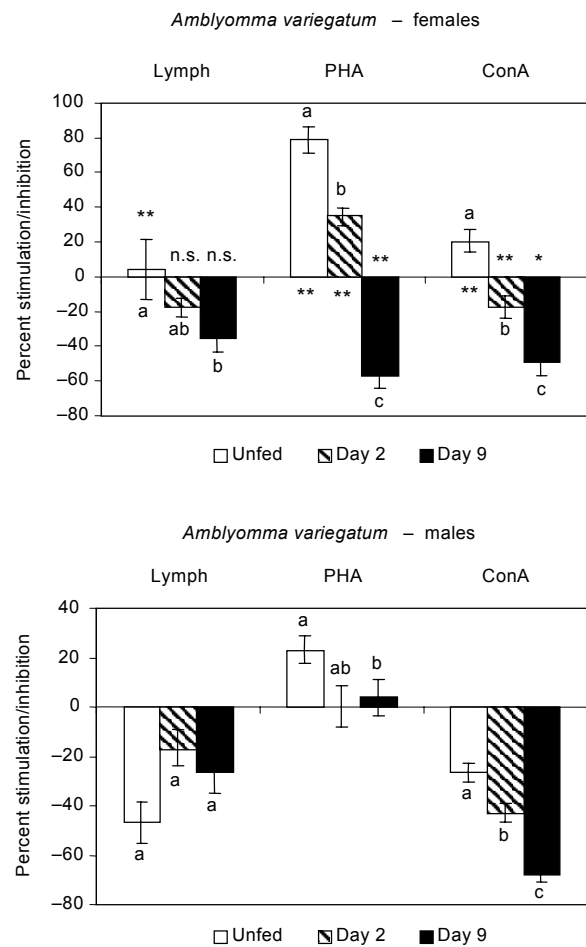 Amblyomma variegatum – females
Lymph PHA ConA
Percent stimulation/inhibition
100
80
60
40
20
0
−20
−40
−60
−80
** n.s. n.s.
a ab b
a b **
** ** c
a ** *
** b c
Unfed Day 2 Day 9
Amblyomma variegatum – males
Lymph PHA ConA
Percent stimulation/inhibition
40
20
0
−20
−40
−60
−80
a a a
a ab b
a b c
Unfed Day 2 Day 9